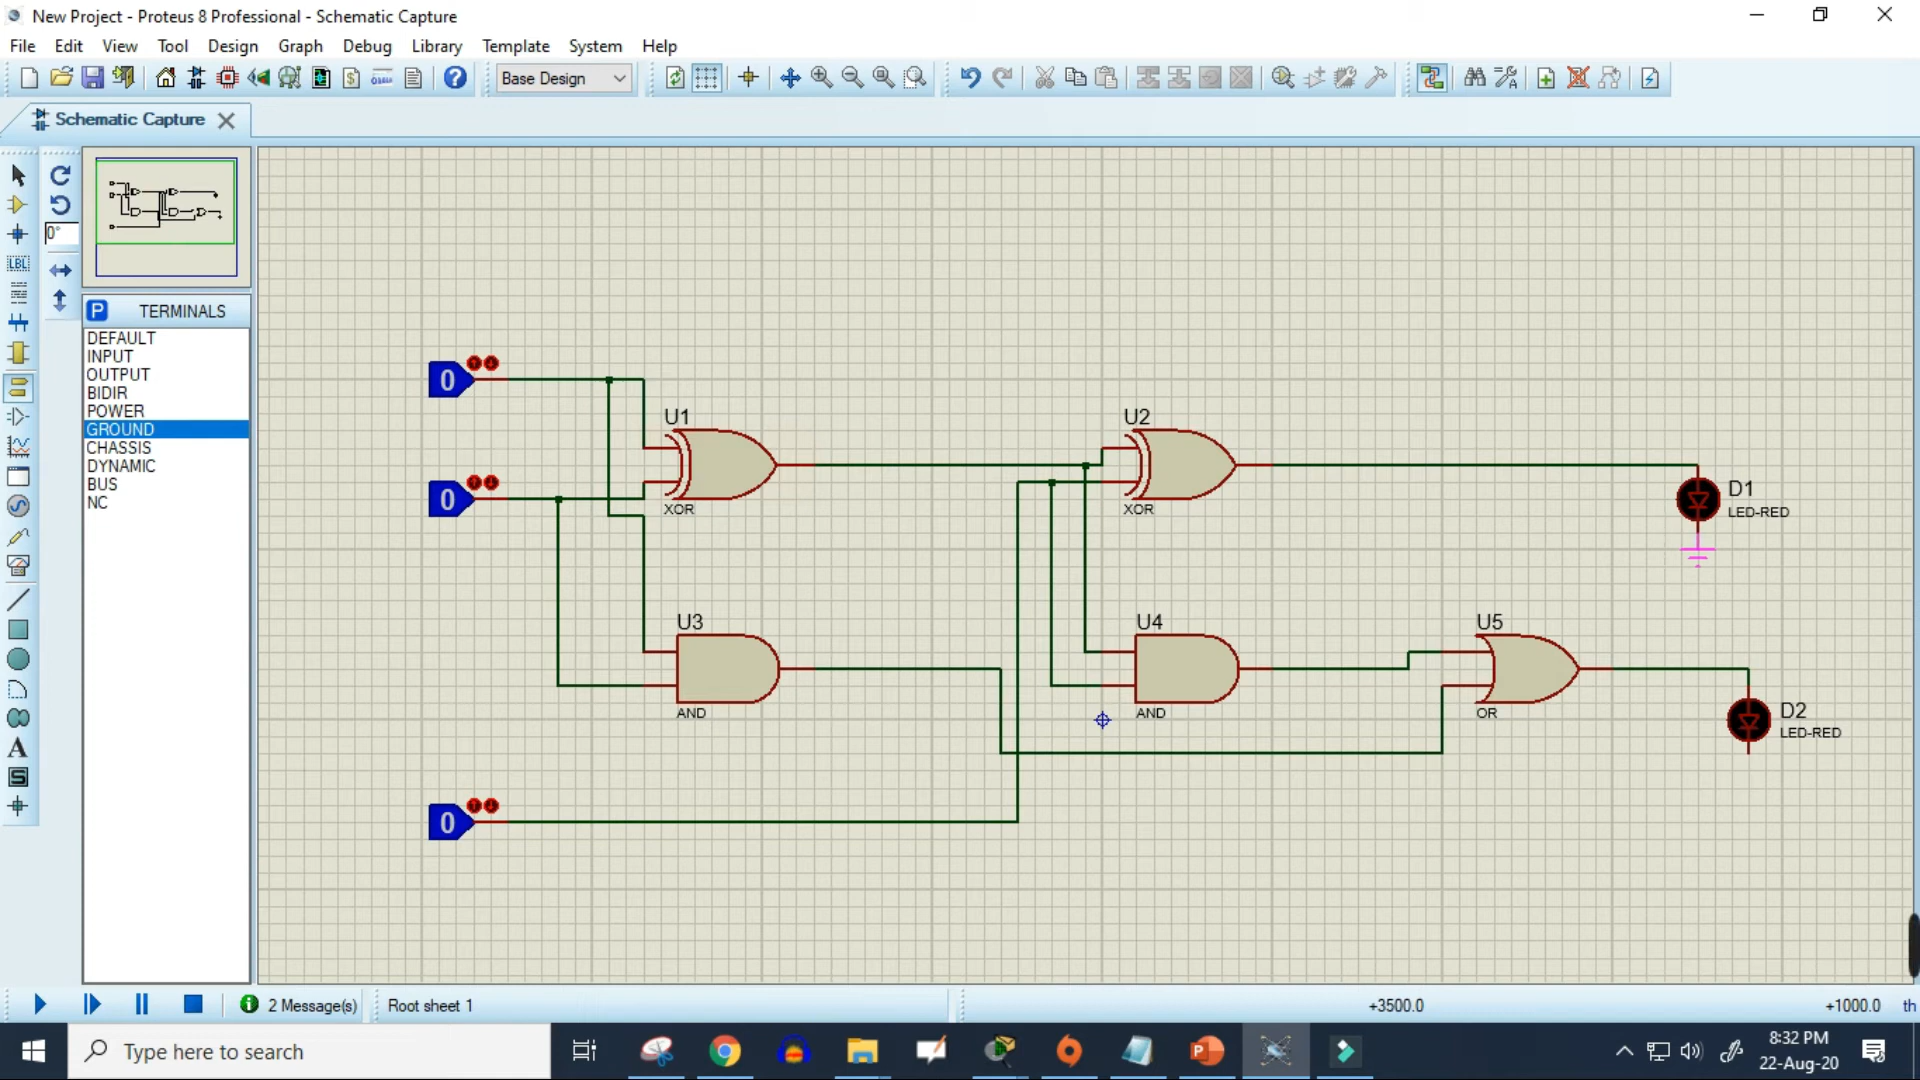 New Project - Proteus 8 Professional - Schematic Capture
File Edit View Tool Design Graph Debug Library Template System Help
Base Design
Schematic Capture
LBL
0°
P TERMINALS
DEFAULT
INPUT
OUTPUT
BIDIR
POWER
GROUND
CHASSIS
DYNAMIC
BUS
NC
A
S
0
U1
XOR
U2
XOR
0
D1
LED-RED
U3
AND
U4
AND
U5
OR
D2
LED-RED
0
2 Message(s)
Root sheet 1
+3500.0
+1000.0
th
Type here to search
8:32 PM
22-Aug-20